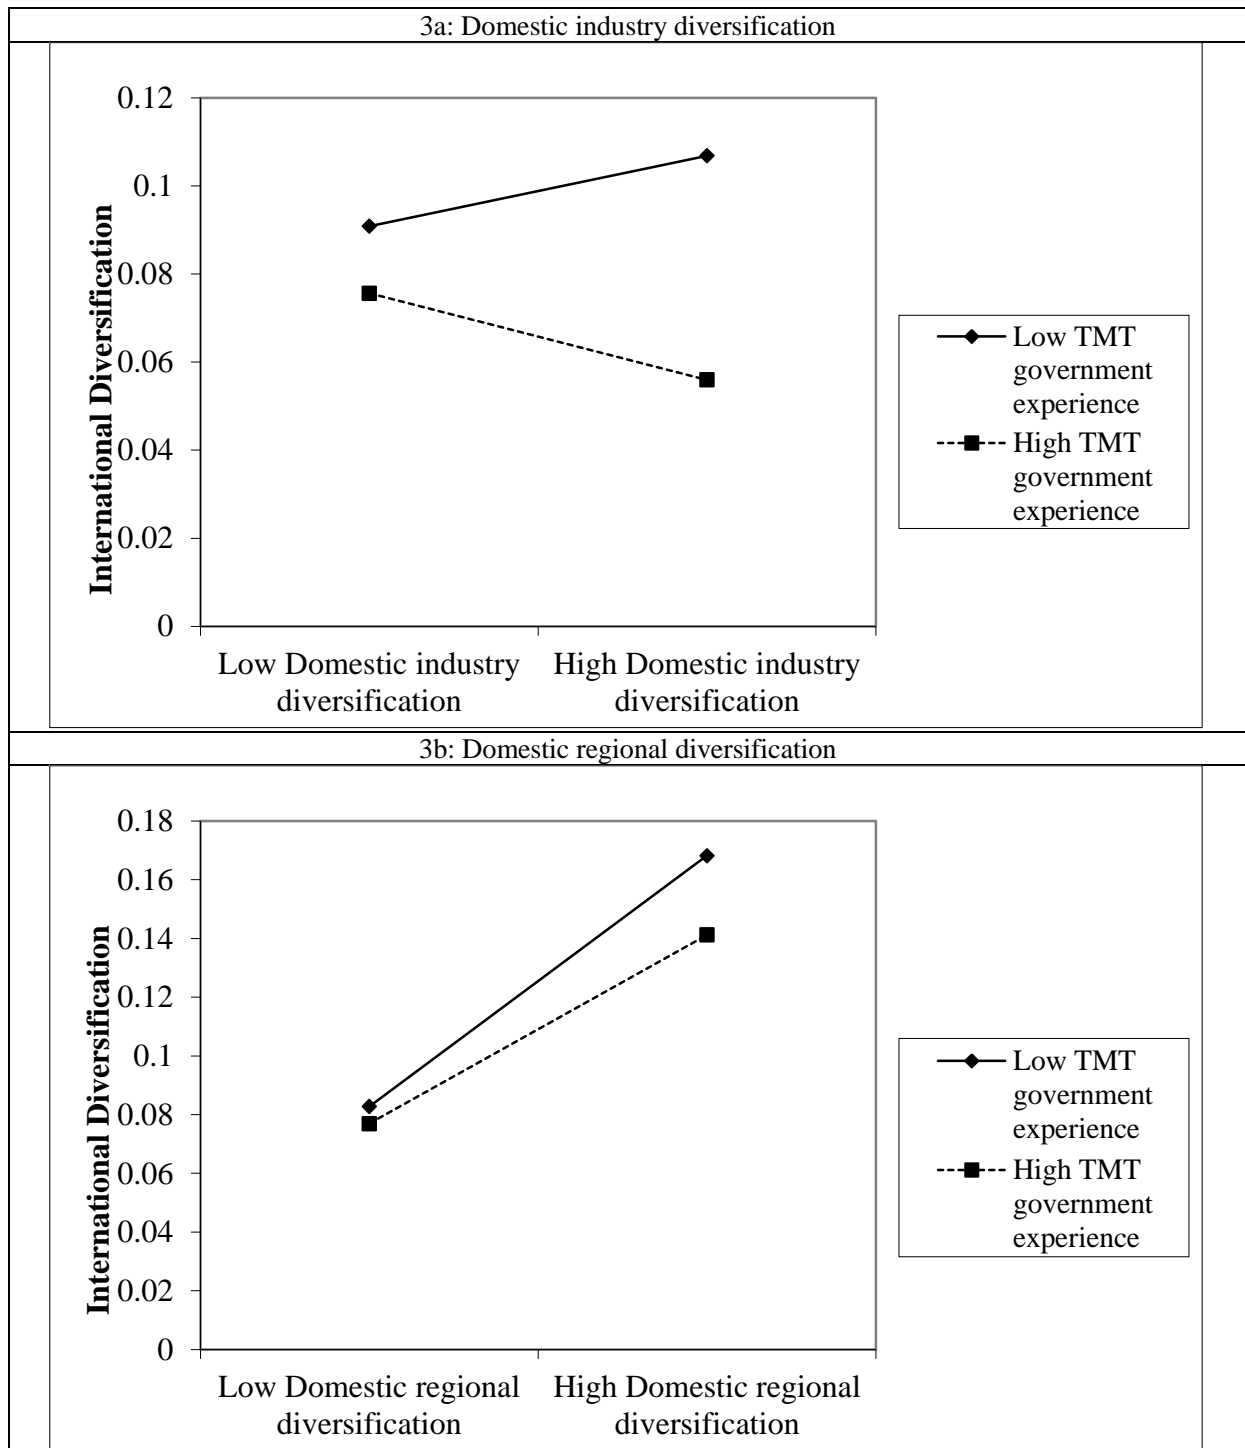 3a: Domestic industry diversification
International Diversification
0.12
0.1
0.08
0.06
0.04
0.02
0
Low Domestic industry
diversification
High Domestic industry
diversification
Low TMT
government
experience
High TMT
government
experience
3b: Domestic regional diversification
International Diversification
0.18
0.16
0.14
0.12
0.1
0.08
0.06
0.04
0.02
0
Low Domestic regional
diversification
High Domestic regional
diversification
Low TMT
government
experience
High TMT
government
experience